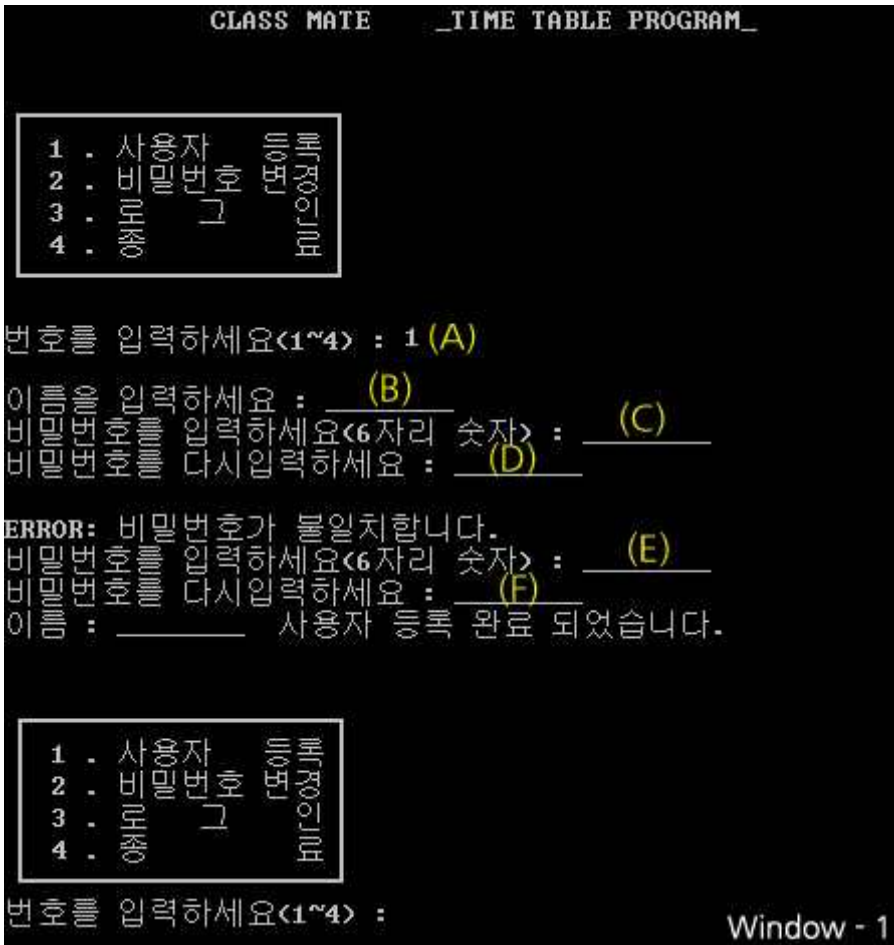 CLASS MATE _TIME TABLE PROGRAM_
1 . 사용자 등록
2 . 비밀번호 변경
3 . 로 그 인
4 . 종 료
번호를 입력하세요(1~4) : 1 (A)
이름을 입력하세요 : (B)
비밀번호를 입력하세요(6자리 숫자) : (C)
비밀번호를 다시입력하세요 : (D)
ERROR: 비밀번호가 불일치합니다.
비밀번호를 입력하세요(6자리 숫자) : (E)
비밀번호를 다시입력하세요 : (F)
이름 : ________ 사용자 등록 완료 되었습니다.
1 . 사용자 등록
2 . 비밀번호 변경
3 . 로 그 인
4 . 종 료
번호를 입력하세요(1~4) :
Window - 1